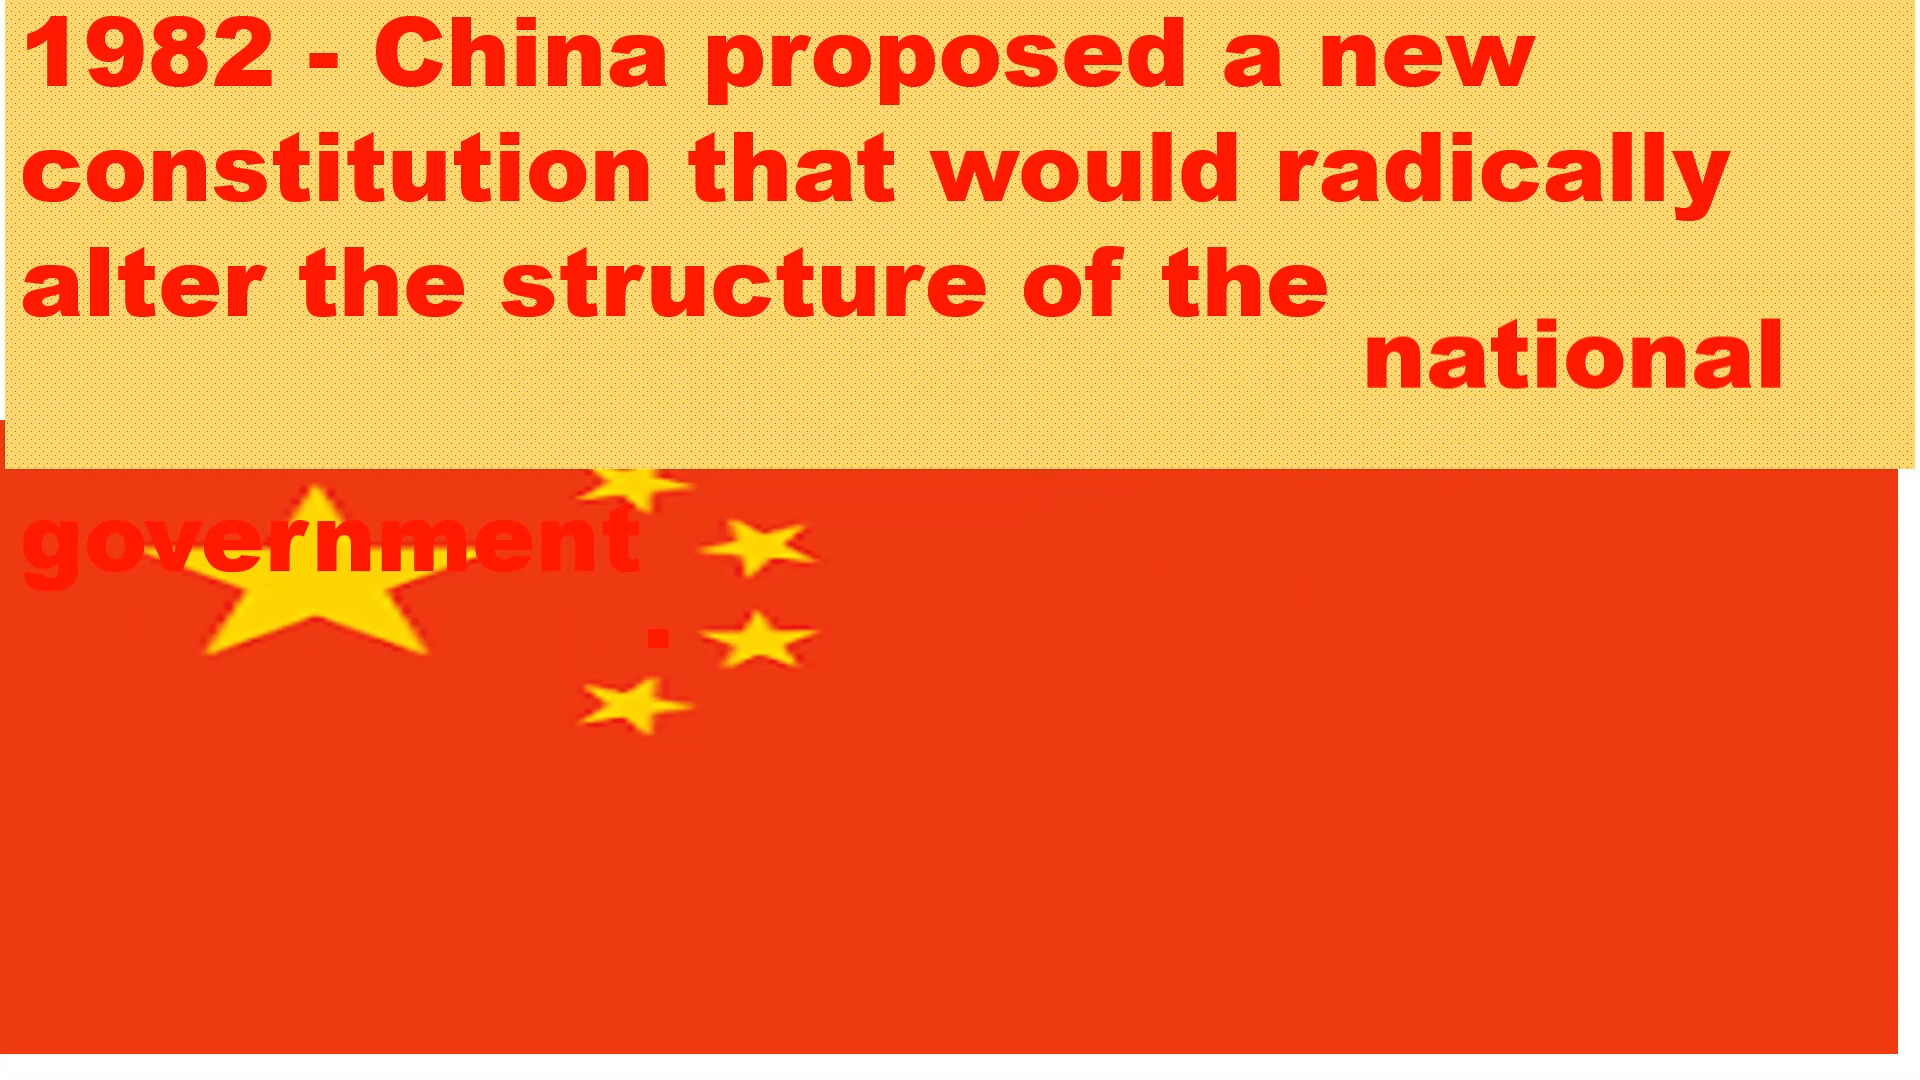 1982 - China proposed a new
constitution that would radically
alter the structure of the
national
government
.